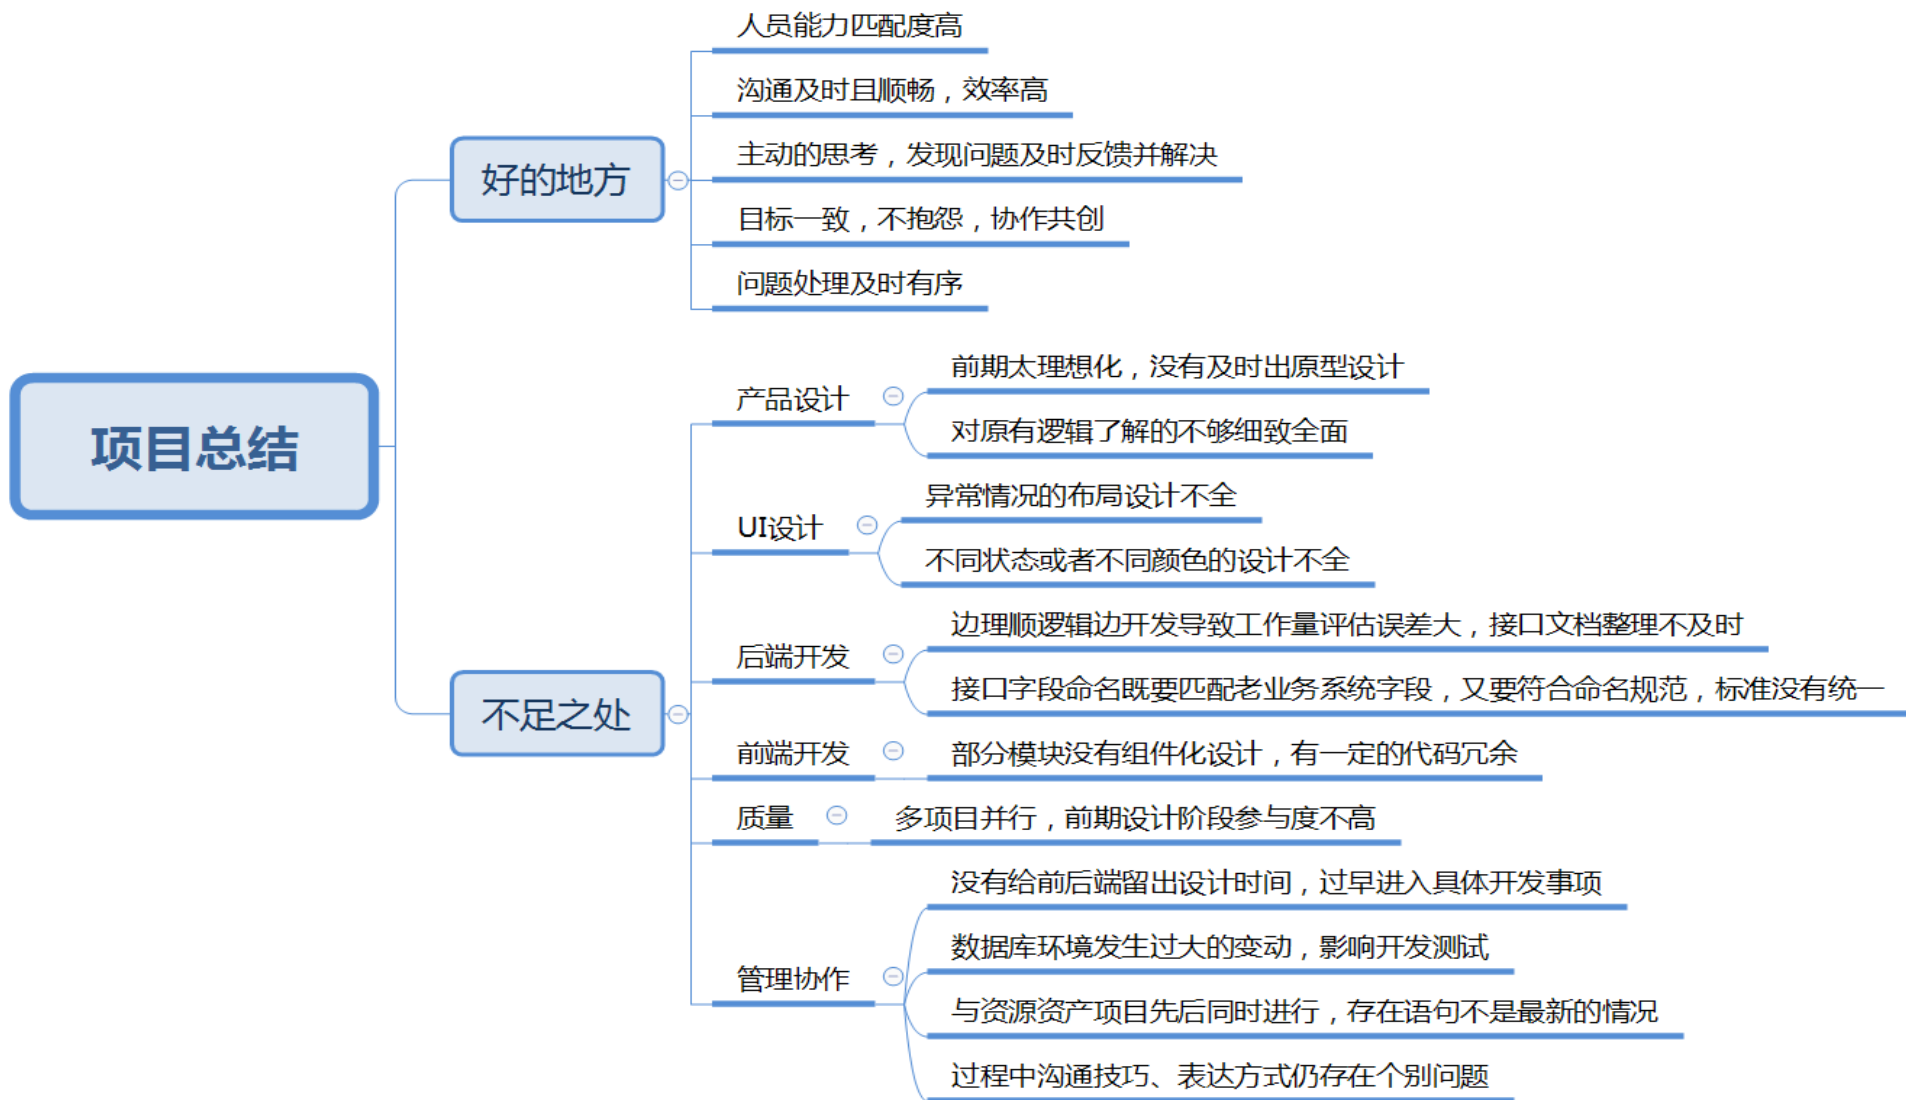 项目总结
好的地方
人员能力匹配度高
沟通及时且顺畅，效率高
主动的思考，发现问题及时反馈并解决
目标一致，不抱怨，协作共创
问题处理及时有序
不足之处
产品设计
前期太理想化，没有及时出原型设计
对原有逻辑了解的不够细致全面
UI设计
异常情况的布局设计不全
不同状态或者不同颜色的设计不全
后端开发
边理顺逻辑边开发导致工作量评估误差大，接口文档整理不及时
接口字段命名既要匹配老业务系统字段，又要符合命名规范，标准没有统一
前端开发
部分模块没有组件化设计，有一定的代码冗余
质量
多项目并行，前期设计阶段参与度不高
管理协作
没有给前后端留出设计时间，过早进入具体开发事项
数据库环境发生过大的变动，影响开发测试
与资源资产项目先后同时进行，存在语句不是最新的情况
过程中沟通技巧、表达方式仍存在个别问题